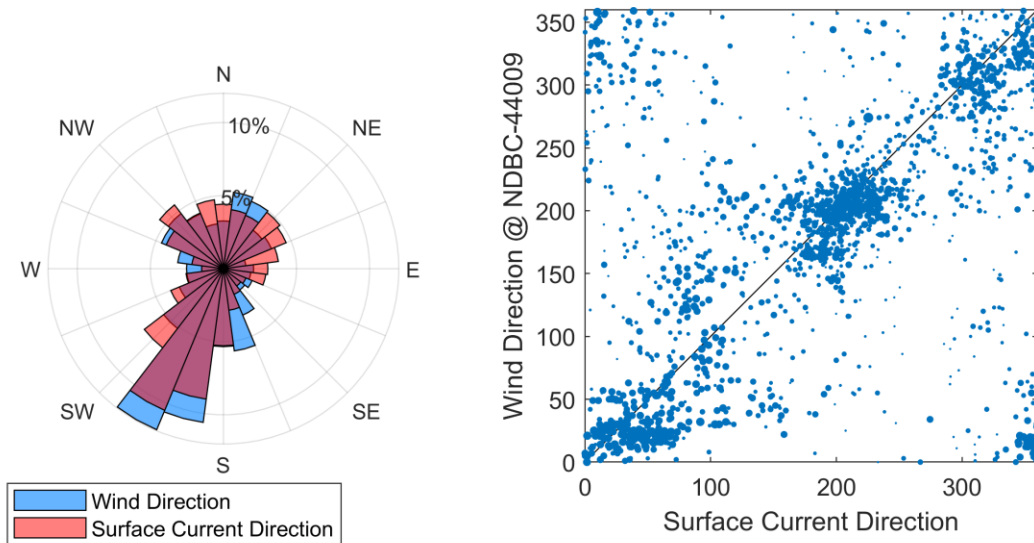 N
NW
NE
10%
5%
W
E
SW
SE
S
Wind Direction
Surface Current Direction
Wind Direction @ NDBC-44009
350
300
250
200
150
100
50
0
0 100 200 300
Surface Current Direction